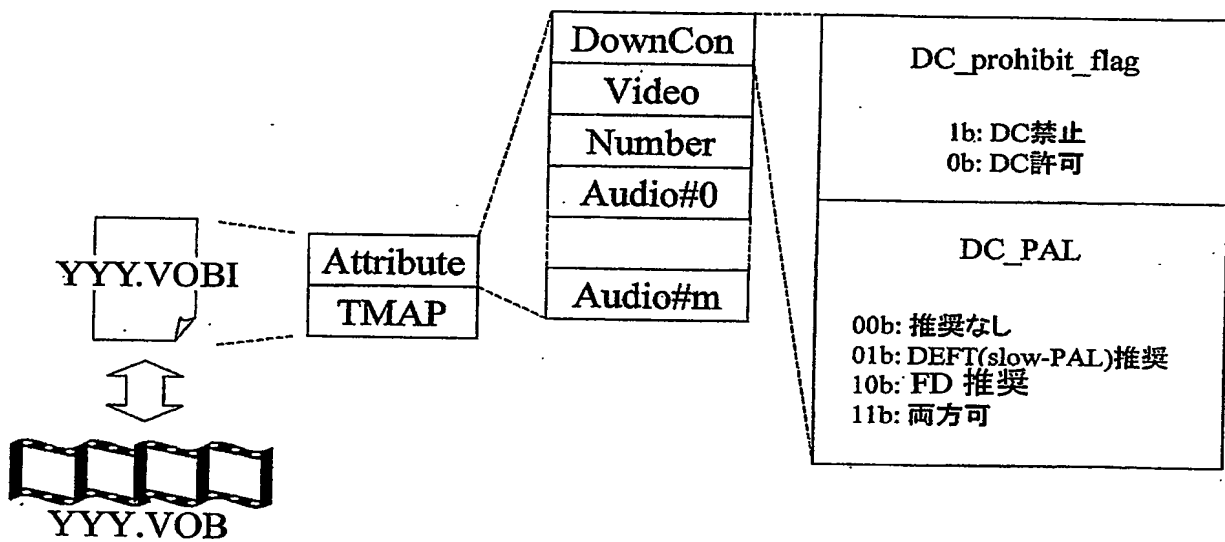 YYY.VOBI
YYY.VOB
Attribute
TMAP
DownCon
Video
Number
Audio#0
Audio#m
DC_prohibit_flag
1b: DC禁止
0b: DC許可
DC_PAL
00b: 推奨なし
01b: DEFT(slow-PAL)推奨
10b: FD 推奨
11b: 両方可